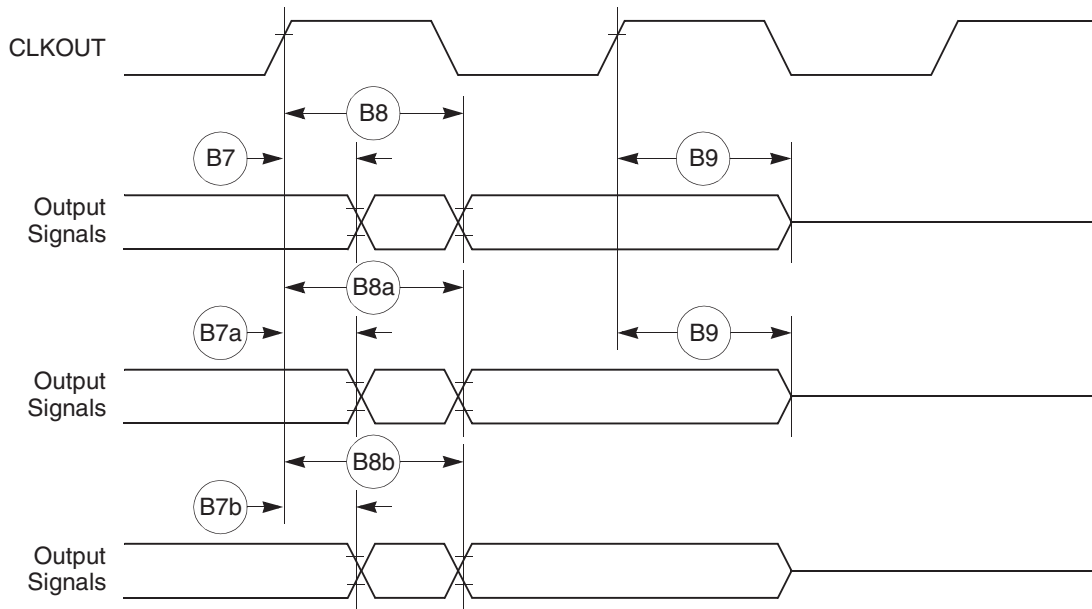 CLKOUT
B8
B7
B9
Output
Signals
B8a
B7a
B9
Output
Signals
B8b
B7b
Output
Signals